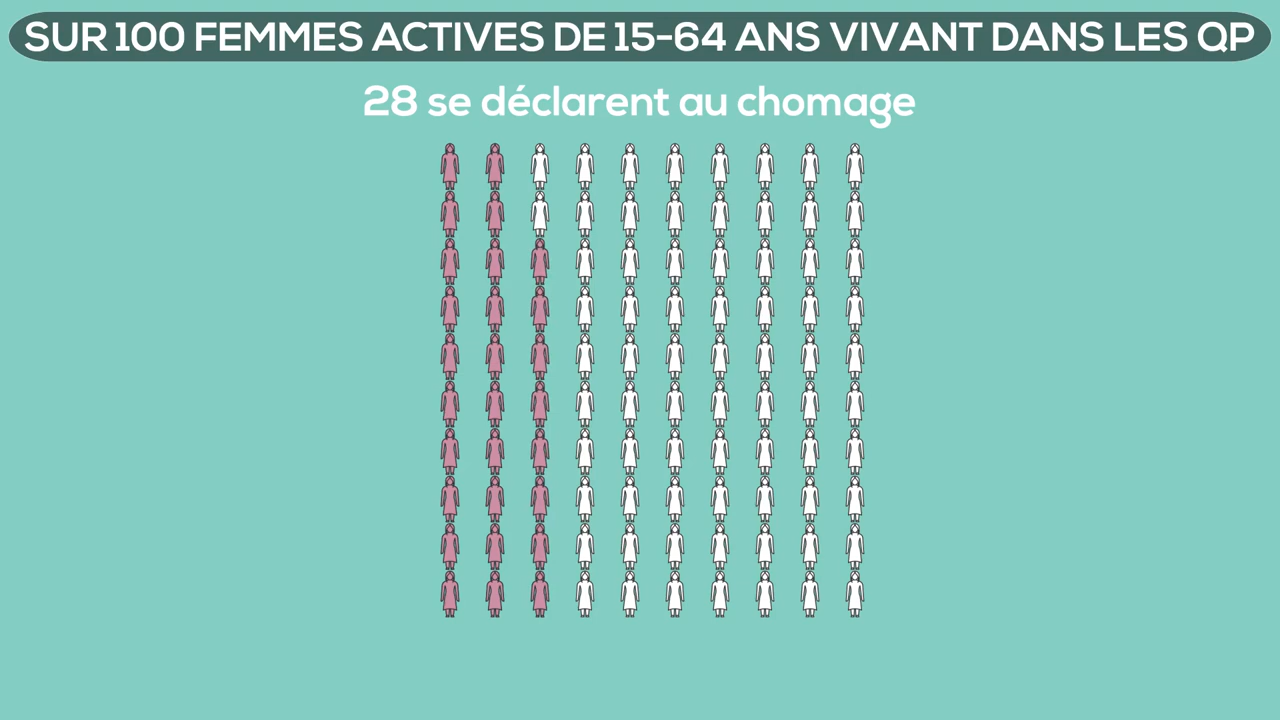 SUR 100 FEMMES ACTIVES DE 15-64 ANS VIVANT DANS LES QP
28 se déclarent au chomage